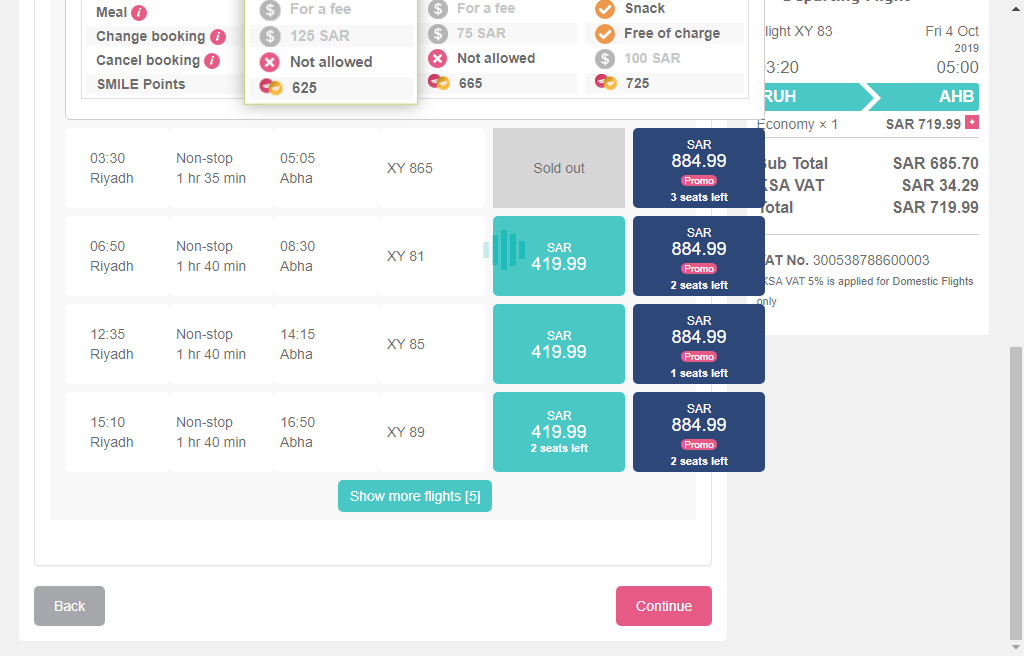 Meal
For a fee
For a fee
Snack
Change booking
125 SAR
75 SAR
Free of charge
Cancel booking
Not allowed
Not allowed
100 SAR
SMILE Points
625
665
725
03:30
Riyadh
Non-stop
1 hr 35 min
05:05
Abha
XY 865
Sold out
SAR
884.99
Promo
3 seats left
06:50
Riyadh
Non-stop
1 hr 40 min
08:30
Abha
XY 81
SAR
419.99
SAR
884.99
Promo
2 seats left
12:35
Riyadh
Non-stop
1 hr 40 min
14:15
Abha
XY 85
SAR
419.99
SAR
884.99
Promo
1 seats left
15:10
Riyadh
Non-stop
1 hr 40 min
16:50
Abha
XY 89
SAR
419.99
2 seats left
SAR
884.99
Promo
2 seats left
Show more flights [5]
Back
Continue
light XY 83
Fri 4 Oct
2019
3:20
05:00
RUH
AHB
Economy × 1
SAR 719.99
ub Total
SAR 685.70
KSA VAT
SAR 34.29
otal
SAR 719.99
AT No. 300538788600003
KSA VAT 5% is applied for Domestic Flights
only